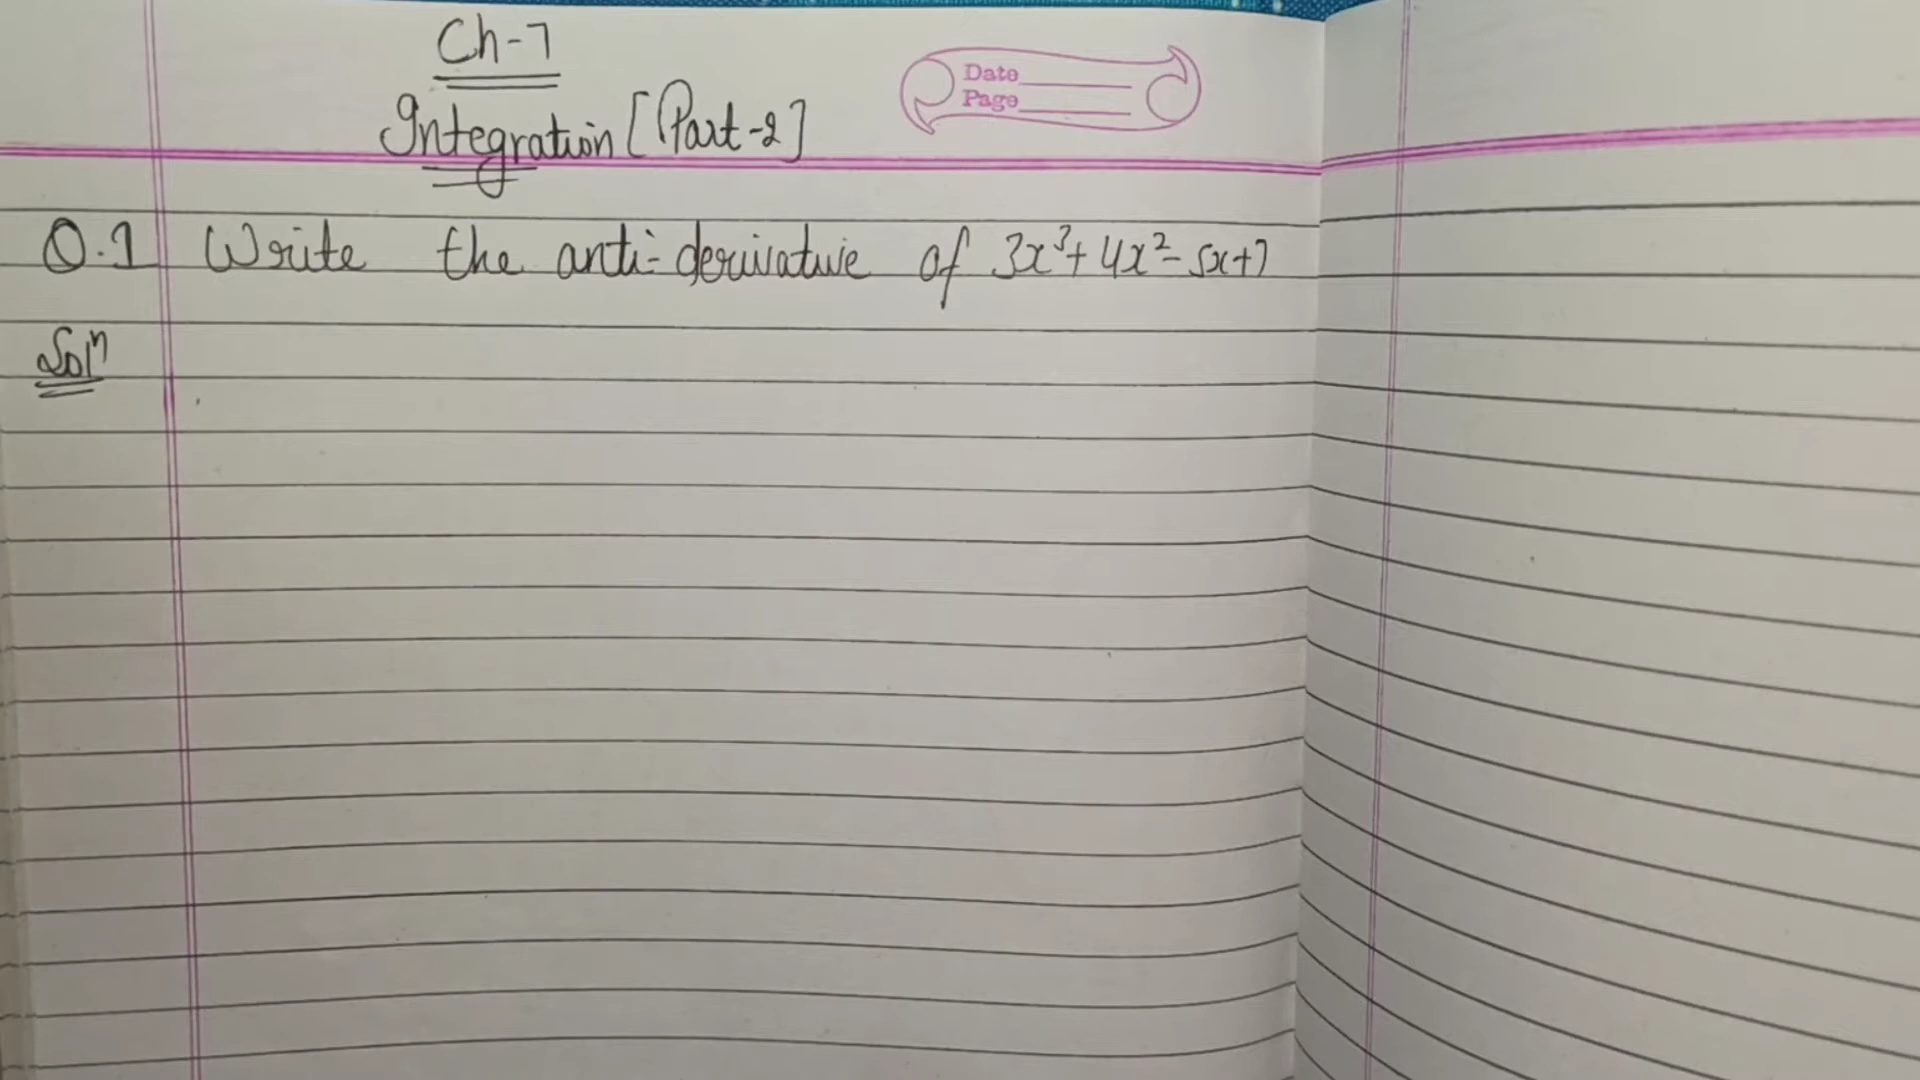 Ch-7
Integration [Part-2]
Date
Page
Q.1 Write the anti-derivative of 3x³+4x²-5x+7
Solⁿ